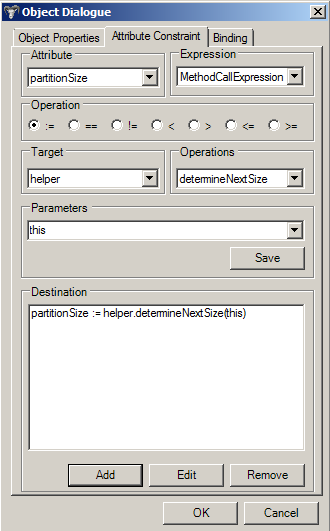 Object Dialogue
Object Properties Attribute Constraint Binding
Attribute Expression
partitionSize MethodCallExpression
Operation
:= == != < > <= >=
Target Operations
helper determineNextSize
Parameters
this
Save
Destination
partitionSize := helper.determineNextSize(this)
Add Edit Remove
OK Cancel